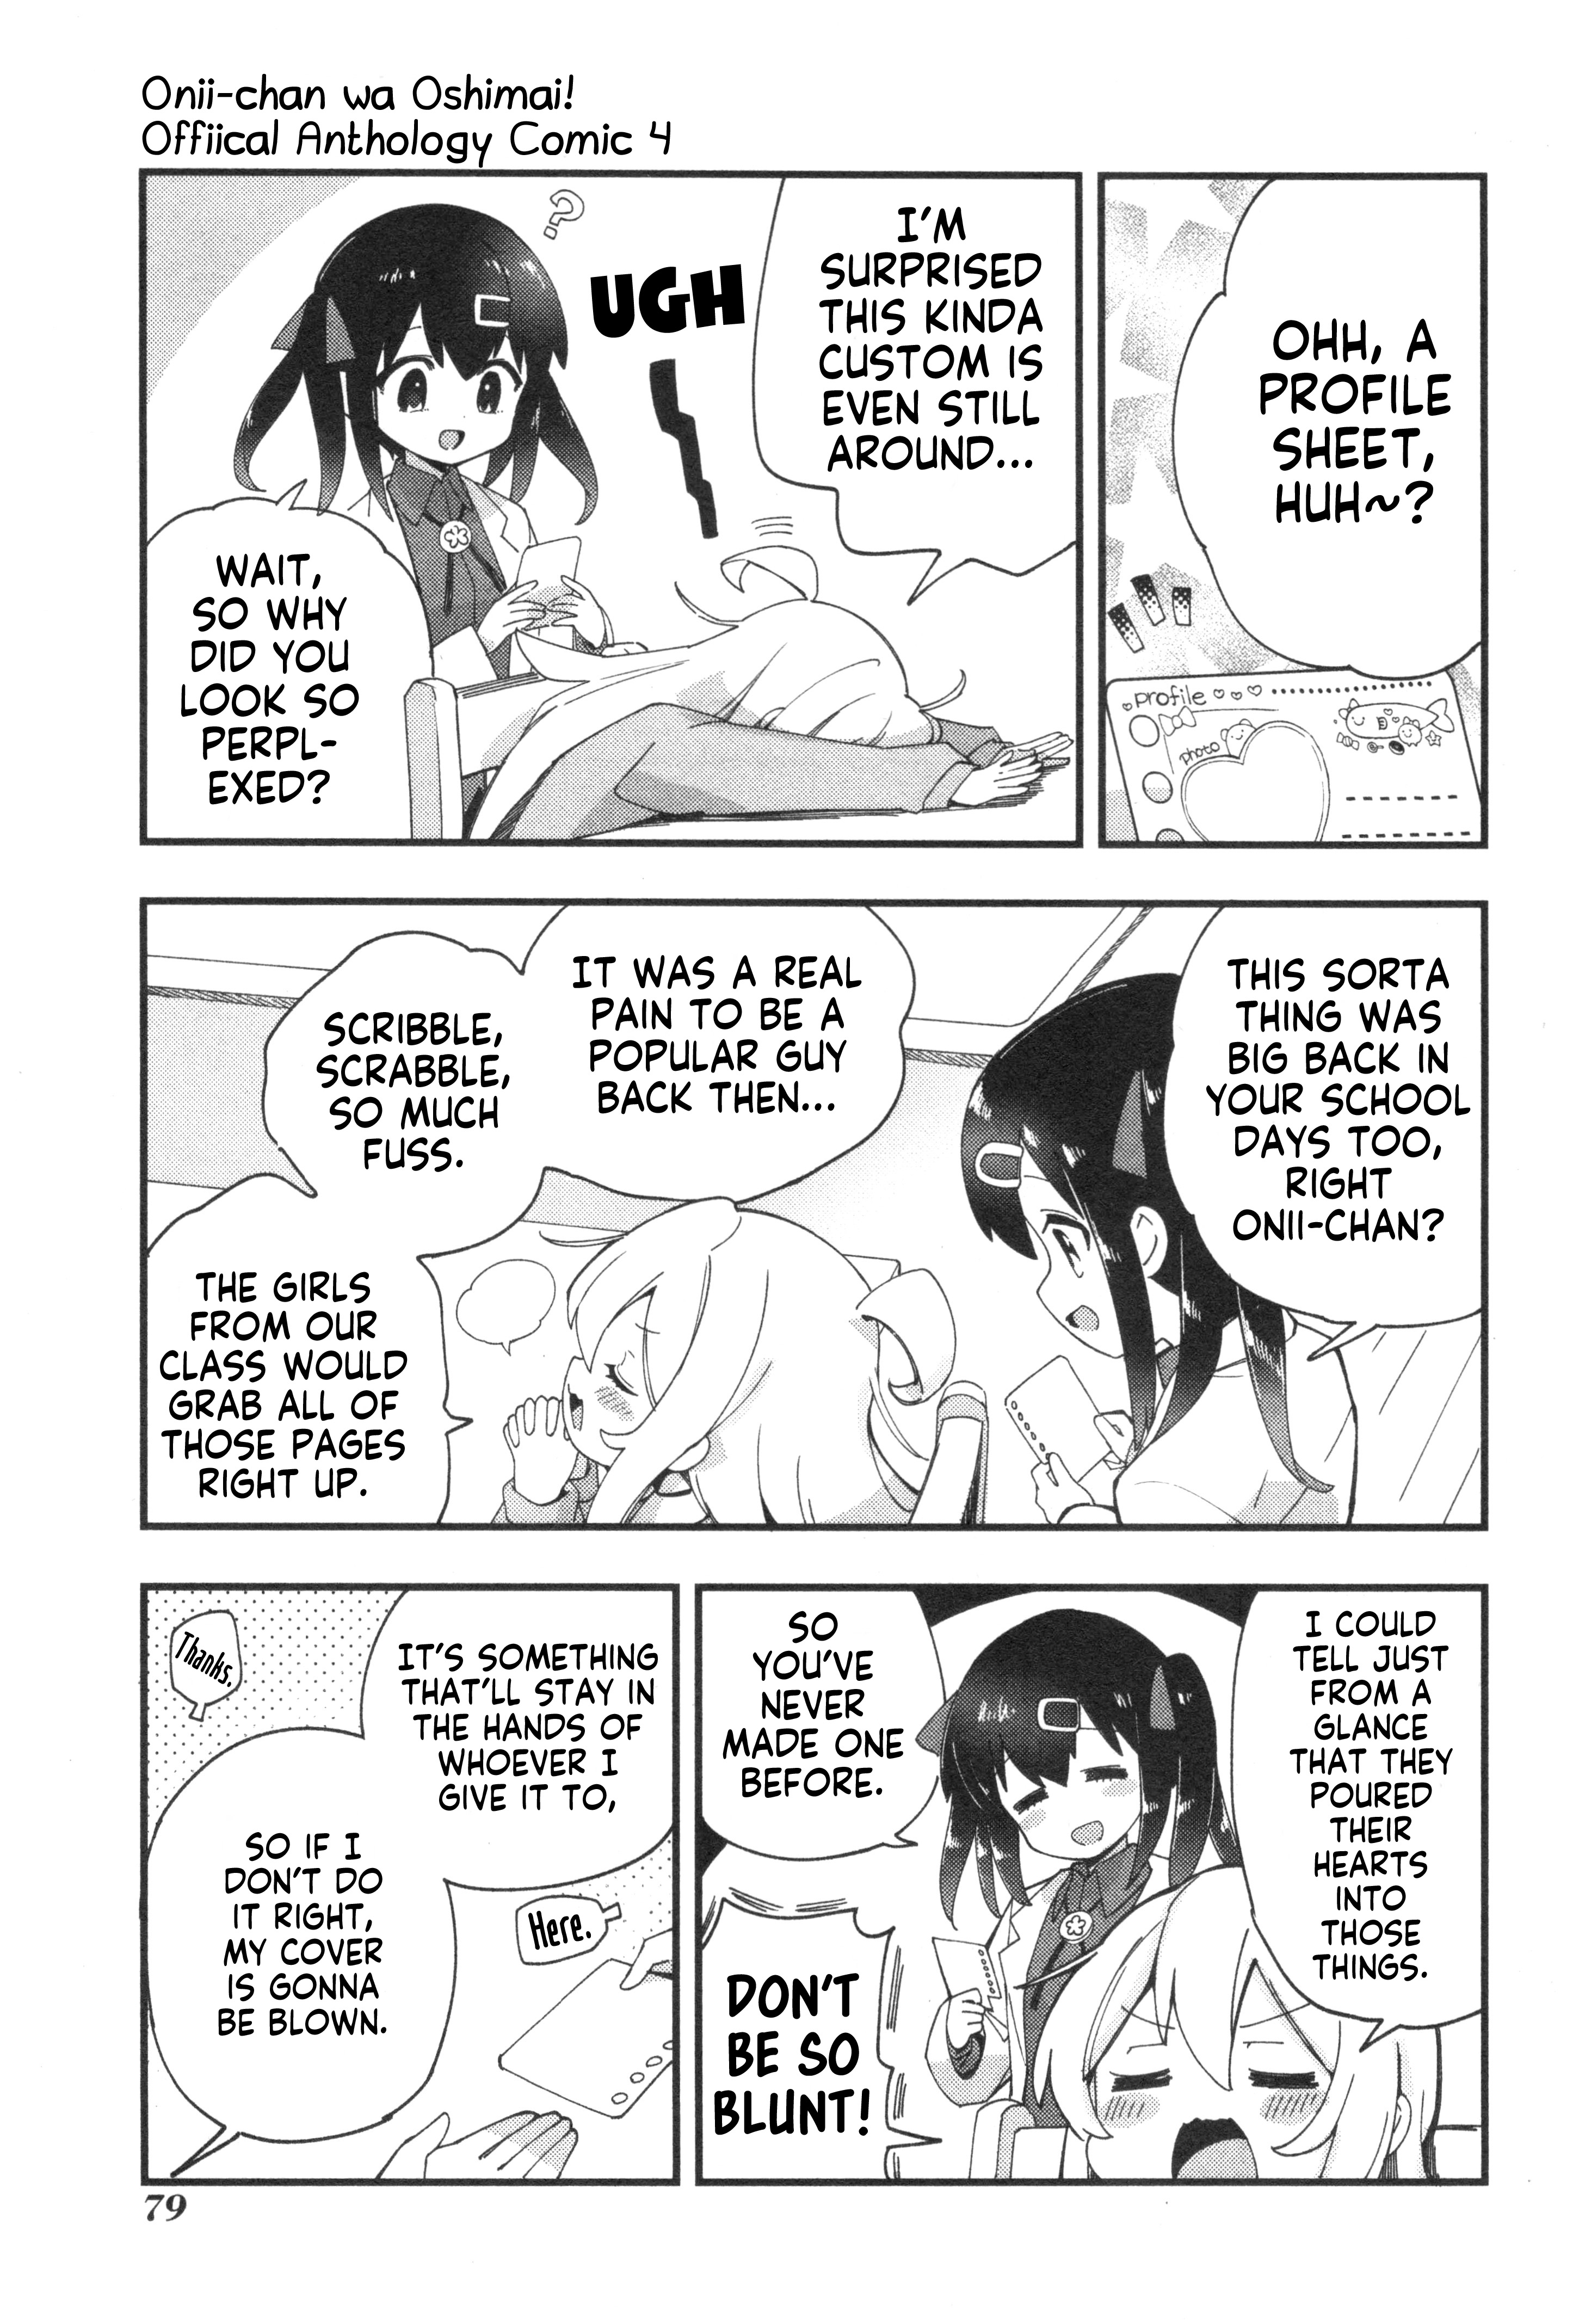 Onii-chan wa Oshimai!
Offiical Anthology Comic 4
OHH, A
PROFILE
SHEET,
HUH~?
profile
photo
I'M
SURPRISED
THIS KINDA
CUSTOM IS
EVEN STILL
AROUND...
?
UGH
WAIT,
SO WHY
DID YOU
LOOK SO
PERPL-
EXED?
THIS SORTA
THING WAS
BIG BACK IN
YOUR SCHOOL
DAYS TOO,
RIGHT
ONII-CHAN?
IT WAS A REAL
PAIN TO BE A
POPULAR GUY
BACK THEN...
SCRIBBLE,
SCRABBLE,
SO MUCH
FUSS.
THE GIRLS
FROM OUR
CLASS WOULD
GRAB ALL OF
THOSE PAGES
RIGHT UP.
I COULD
TELL JUST
FROM A
GLANCE
THAT THEY
POURED
THEIR
HEARTS
INTO
THOSE
THINGS.
SO
YOU'VE
NEVER
MADE ONE
BEFORE.
DON'T
BE SO
BLUNT!
IT'S SOMETHING
THAT'LL STAY IN
THE HANDS OF
WHOEVER I
GIVE IT TO,
Thanks.
SO IF I
DON'T DO
IT RIGHT,
MY COVER
IS GONNA
BE BLOWN.
Here.
79